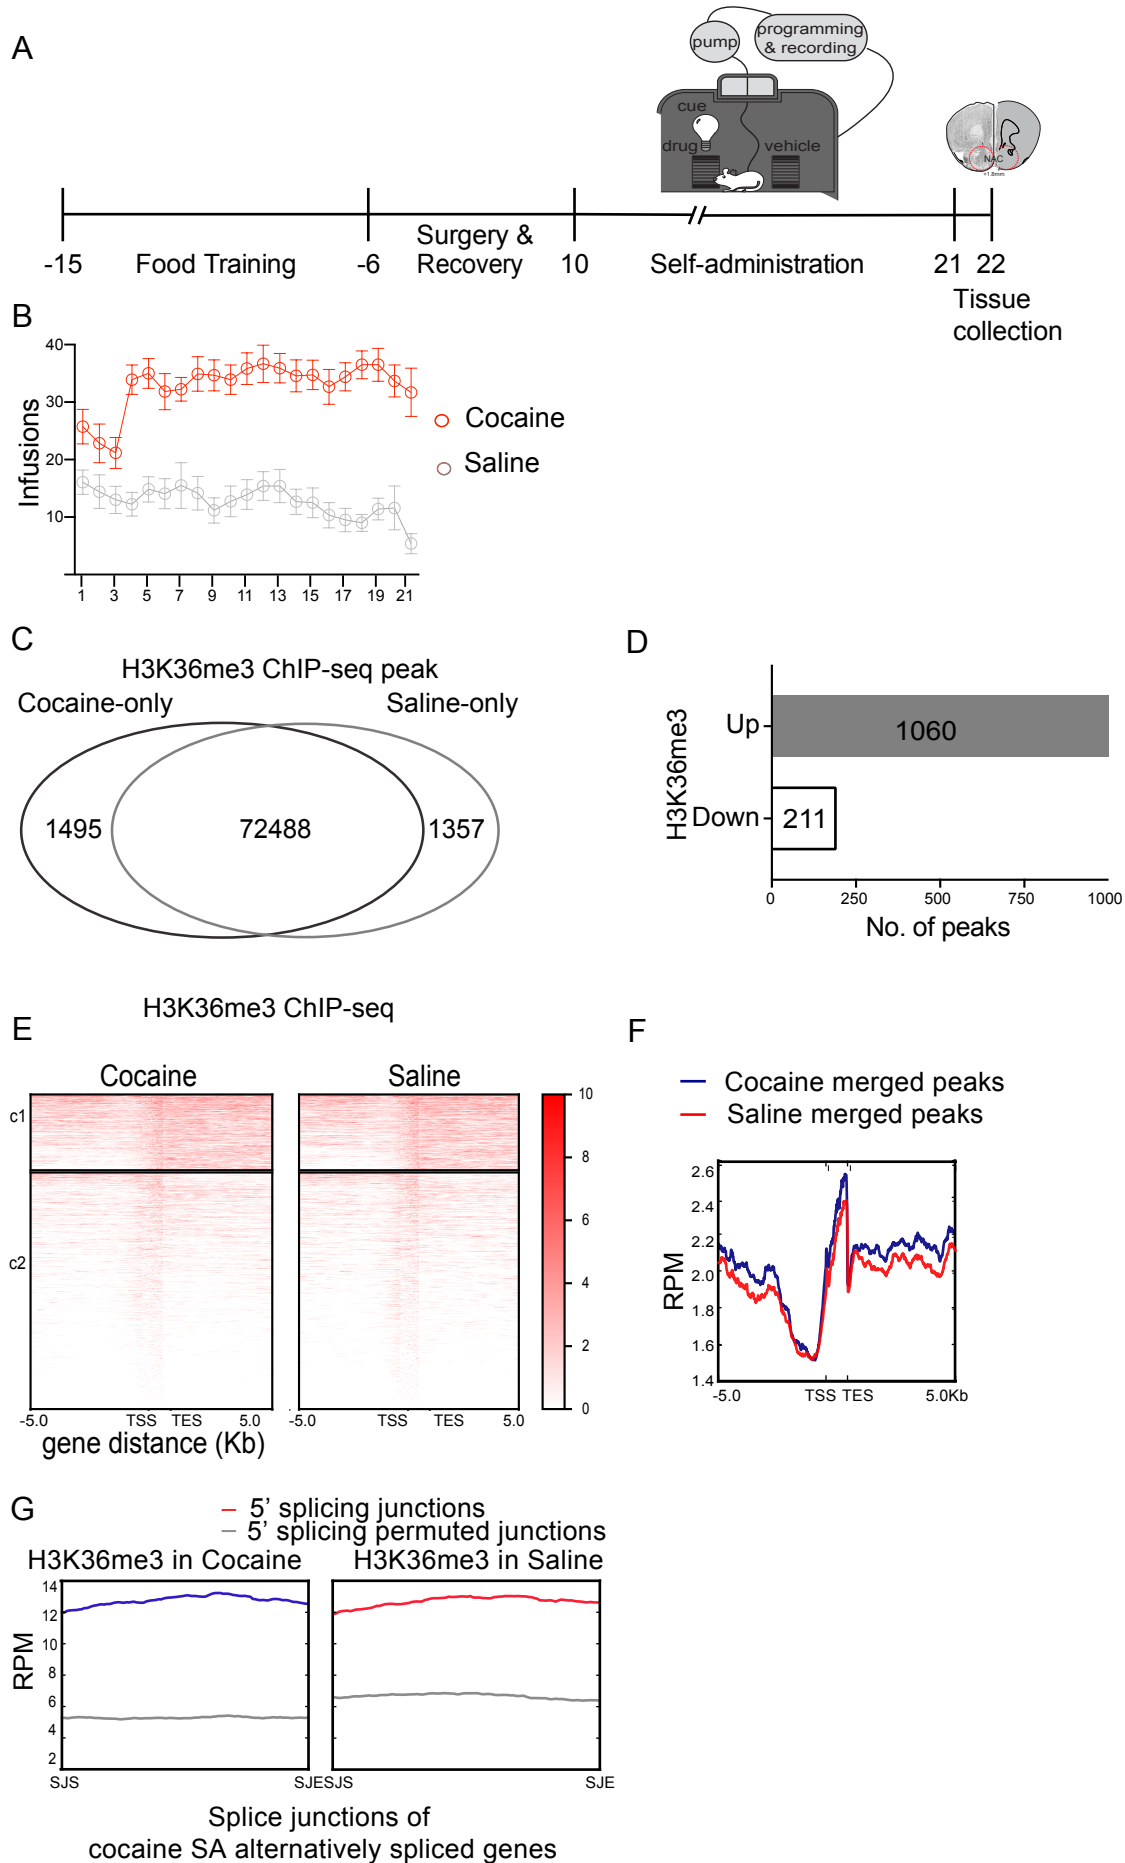 A
pump
programming
& recording
cue
drug
vehicle
NAC
+1.8mm
-15
Food Training
-6
Surgery &
Recovery
10
Self-administration
21
22
Tissue
collection
B
Infusions
40
30
20
10
1 3 5 7 9 11 13 15 17 19 21
Cocaine
Saline
C
H3K36me3 ChIP-seq peak
Cocaine-only
Saline-only
1495
72488
1357
D
H3K36me3
Up
1060
Down
211
0 250 500 750 1000
No. of peaks
H3K36me3 ChIP-seq
E
Cocaine
Saline
c1
c2
10
8
6
4
2
0
-5.0 TSS TES 5.0
-5.0 TSS TES 5.0
gene distance (Kb)
F
Cocaine merged peaks
Saline merged peaks
RPM
2.6
2.4
2.2
2.0
1.8
1.6
1.4
-5.0 TSS TES 5.0Kb
G
5’ splicing junctions
5’ splicing permuted junctions
H3K36me3 in Cocaine
H3K36me3 in Saline
RPM
14
12
10
8
6
4
2
SJS SJE
SJS SJE
Splice junctions of
cocaine SA alternatively spliced genes